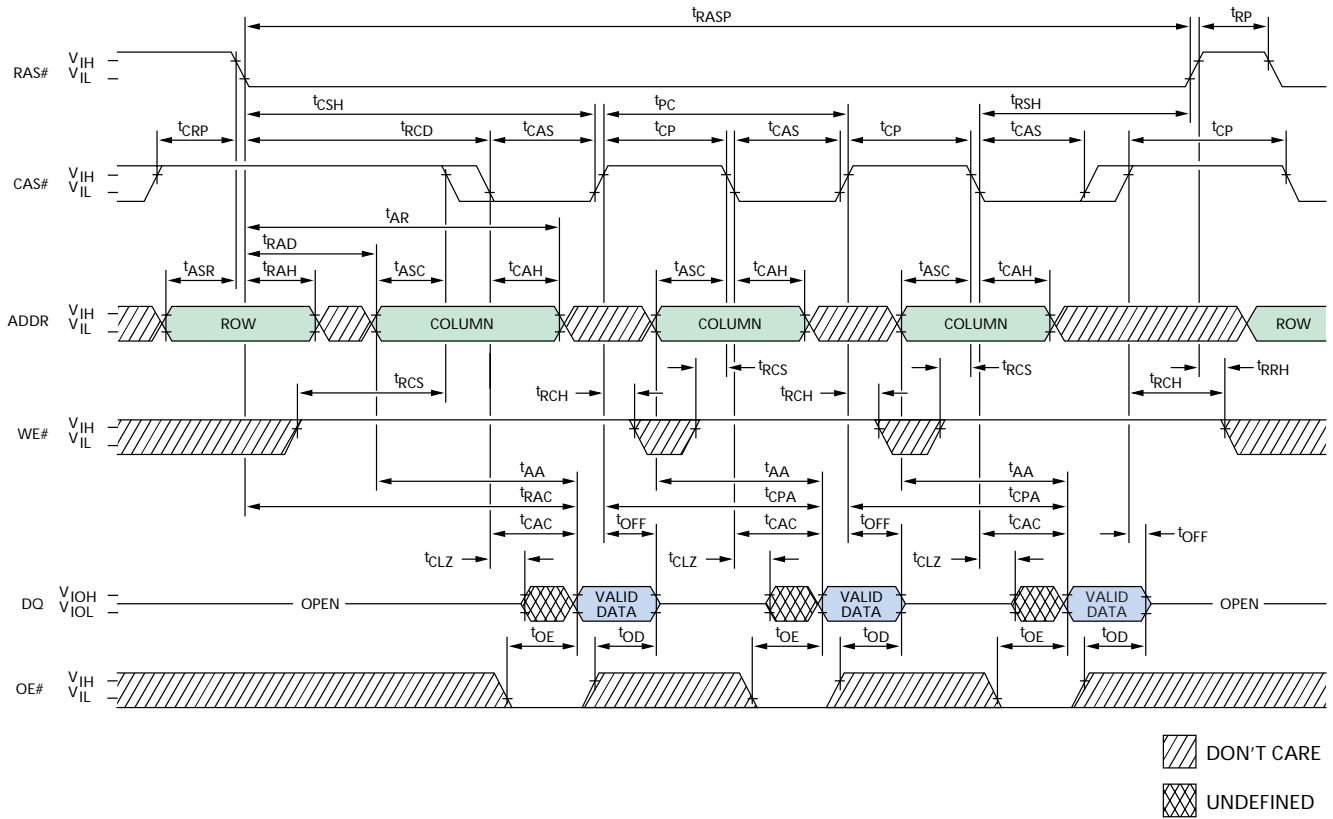 tRASP tRP
RAS# VIH
VIL
tCSH tPC tRSH
tCRP tRCD tCAS tCP tCAS tCP tCAS tCP
CAS# VIH
VIL
tAR
tRAD
tASR tRAH tASC tCAH tASC tCAH tASC tCAH
ADDR VIH
VIL
ROW COLUMN COLUMN COLUMN ROW
tRCS tRCH tRCS tRCH tRCS tRCH tRRH
WE# VIH
VIL
tAA tAA tAA
tRAC tCPA tCPA
tCAC tOFF tCAC tOFF tCAC tOFF
tCLZ tCLZ tCLZ
DQ VIOH
VIOL
OPEN VALID DATA VALID DATA VALID DATA OPEN
tOE tOD tOE tOD tOE tOD
OE# VIH
VIL
DON'T CARE
UNDEFINED